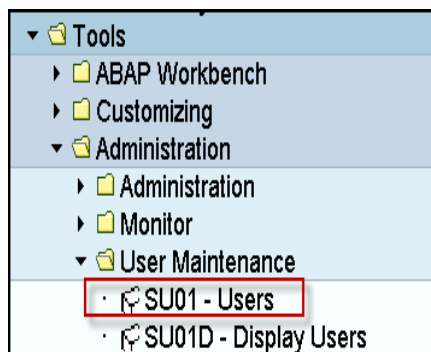 Tools
ABAP Workbench
Customizing
Administration
Administration
Monitor
User Maintenance
SU01 - Users
SU01D - Display Users